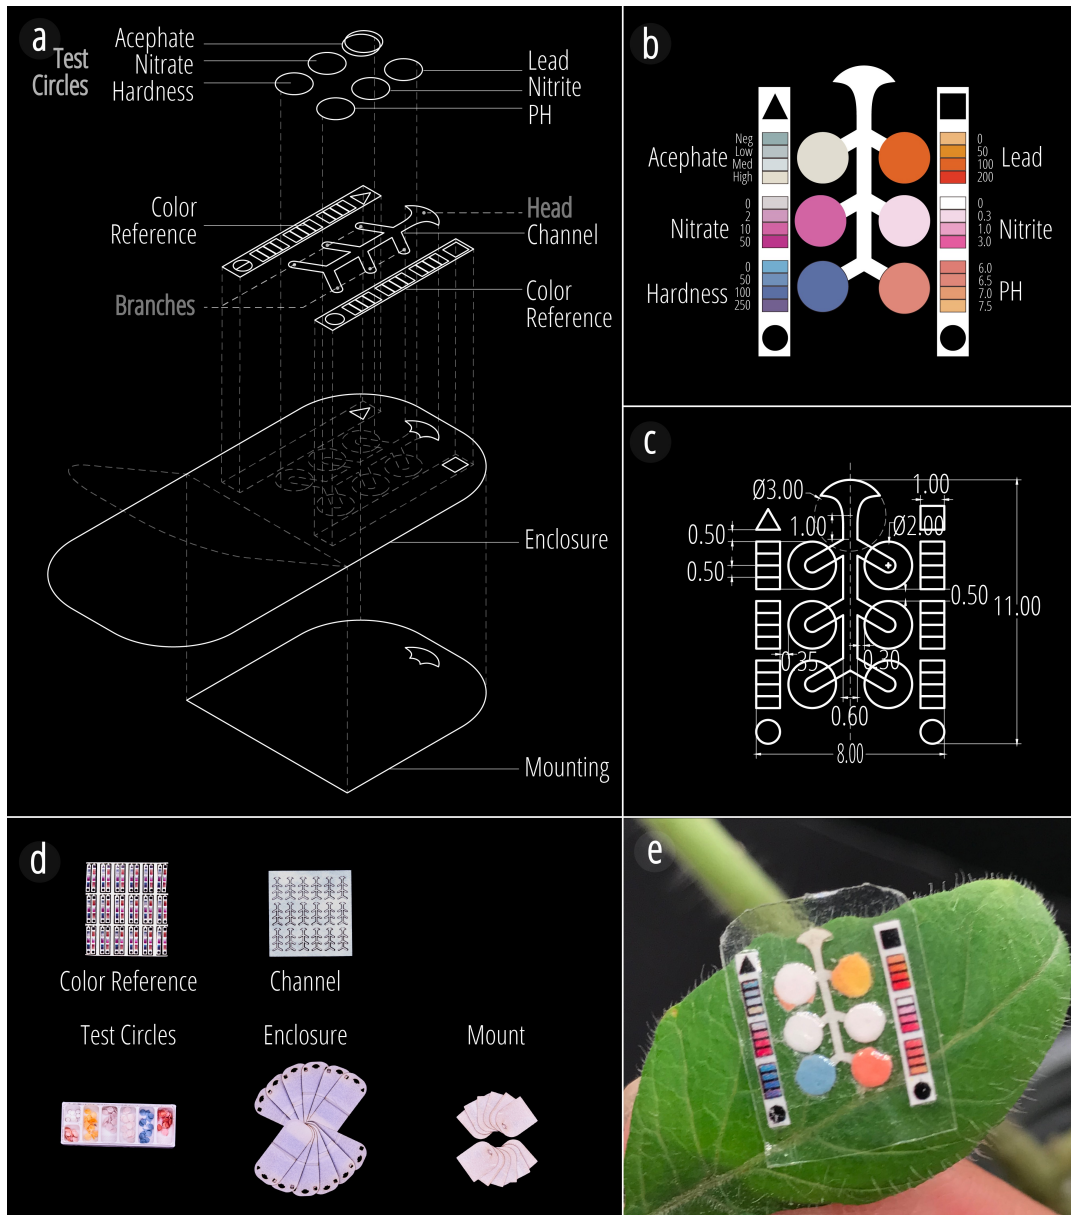 a
Test
Circles
Acephate
Nitrate
Hardness
Lead
Nitrite
PH
Color
Reference
Head
Channel
Branches
Color
Reference
Enclosure
Mounting
b
Acephate
Neg
Low
Med
High
0
50
100
200
Lead
Nitrate
0
2
10
50
0
0.3
1.0
3.0
Nitrite
Hardness
0
50
100
250
6.0
6.5
7.0
7.5
PH
c
Ø3.00
1.00
1.00
Ø2.00
0.50
0.50
0.50
11.00
0.35
0.30
0.60
8.00
d
Color Reference
Channel
Test Circles
Enclosure
Mount
e